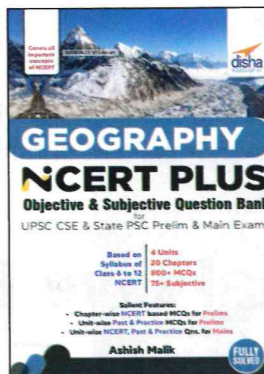 Covers all
important
concepts
of NCERT
disha
GEOGRAPHY
NCERT PLUS
Objective & Subjective Question Bank
for
UPSC CSE & State PSC Prelim & Main Exam
Based on
Syllabus of
Class 6 to 12
NCERT
4 Units
20 Chapters
800+ MCQs
75+ Subjective
Salient Features:
• Chapter-wise NCERT based MCQs for Prelims
• Unit-wise Past & Practice MCQs for Prelims
• Unit-wise NCERT, Past & Practice Qns. for Mains
Ashish Malik
FULLY
SOLVED